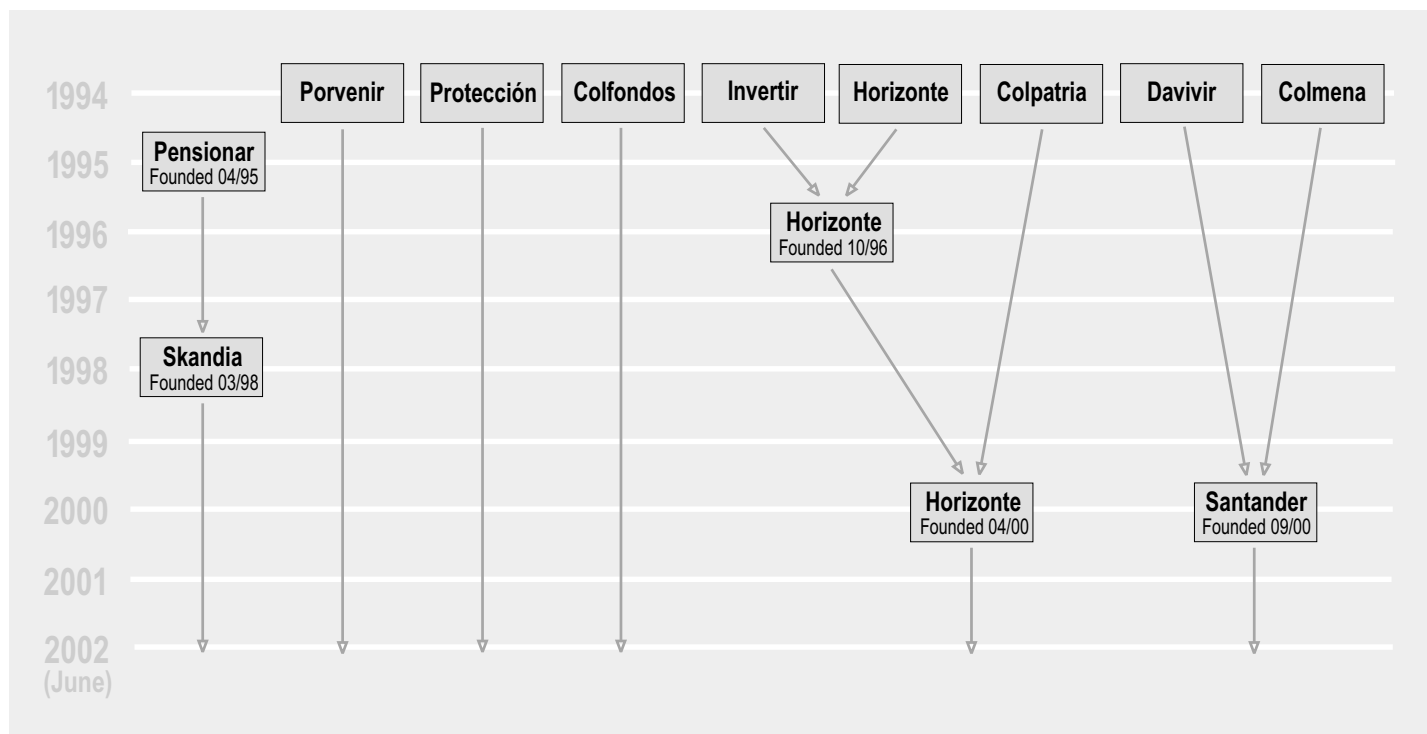 1994
Porvenir
Protección
Colfondos
Invertir
Horizonte
Colpatria
Davivir
Colmena
1995
Pensionar
Founded 04/95
1996
Horizonte
Founded 10/96
1997
1998
Skandia
Founded 03/98
1999
2000
Horizonte
Founded 04/00
Santander
Founded 09/00
2001
2002
(June)